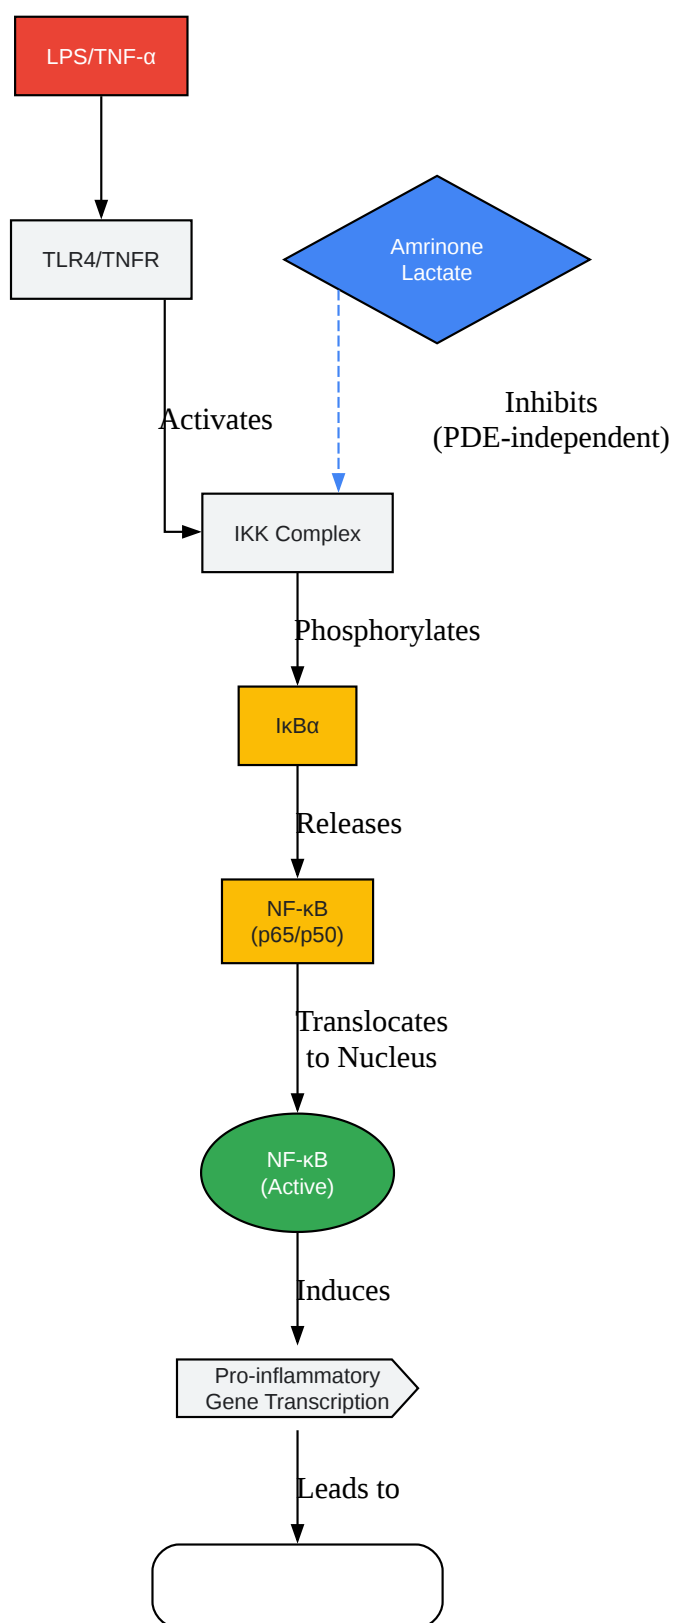 LPS/TNF-α
TLR4/TNFR
Amrinone
Lactate
Activates
Inhibits
(PDE-independent)
IKK Complex
Phosphorylates
IκBα
Releases
NF-κB
(p65/p50)
Translocates
to Nucleus
NF-κB
(Active)
Induces
Pro-inflammatory
Gene Transcription
Leads to